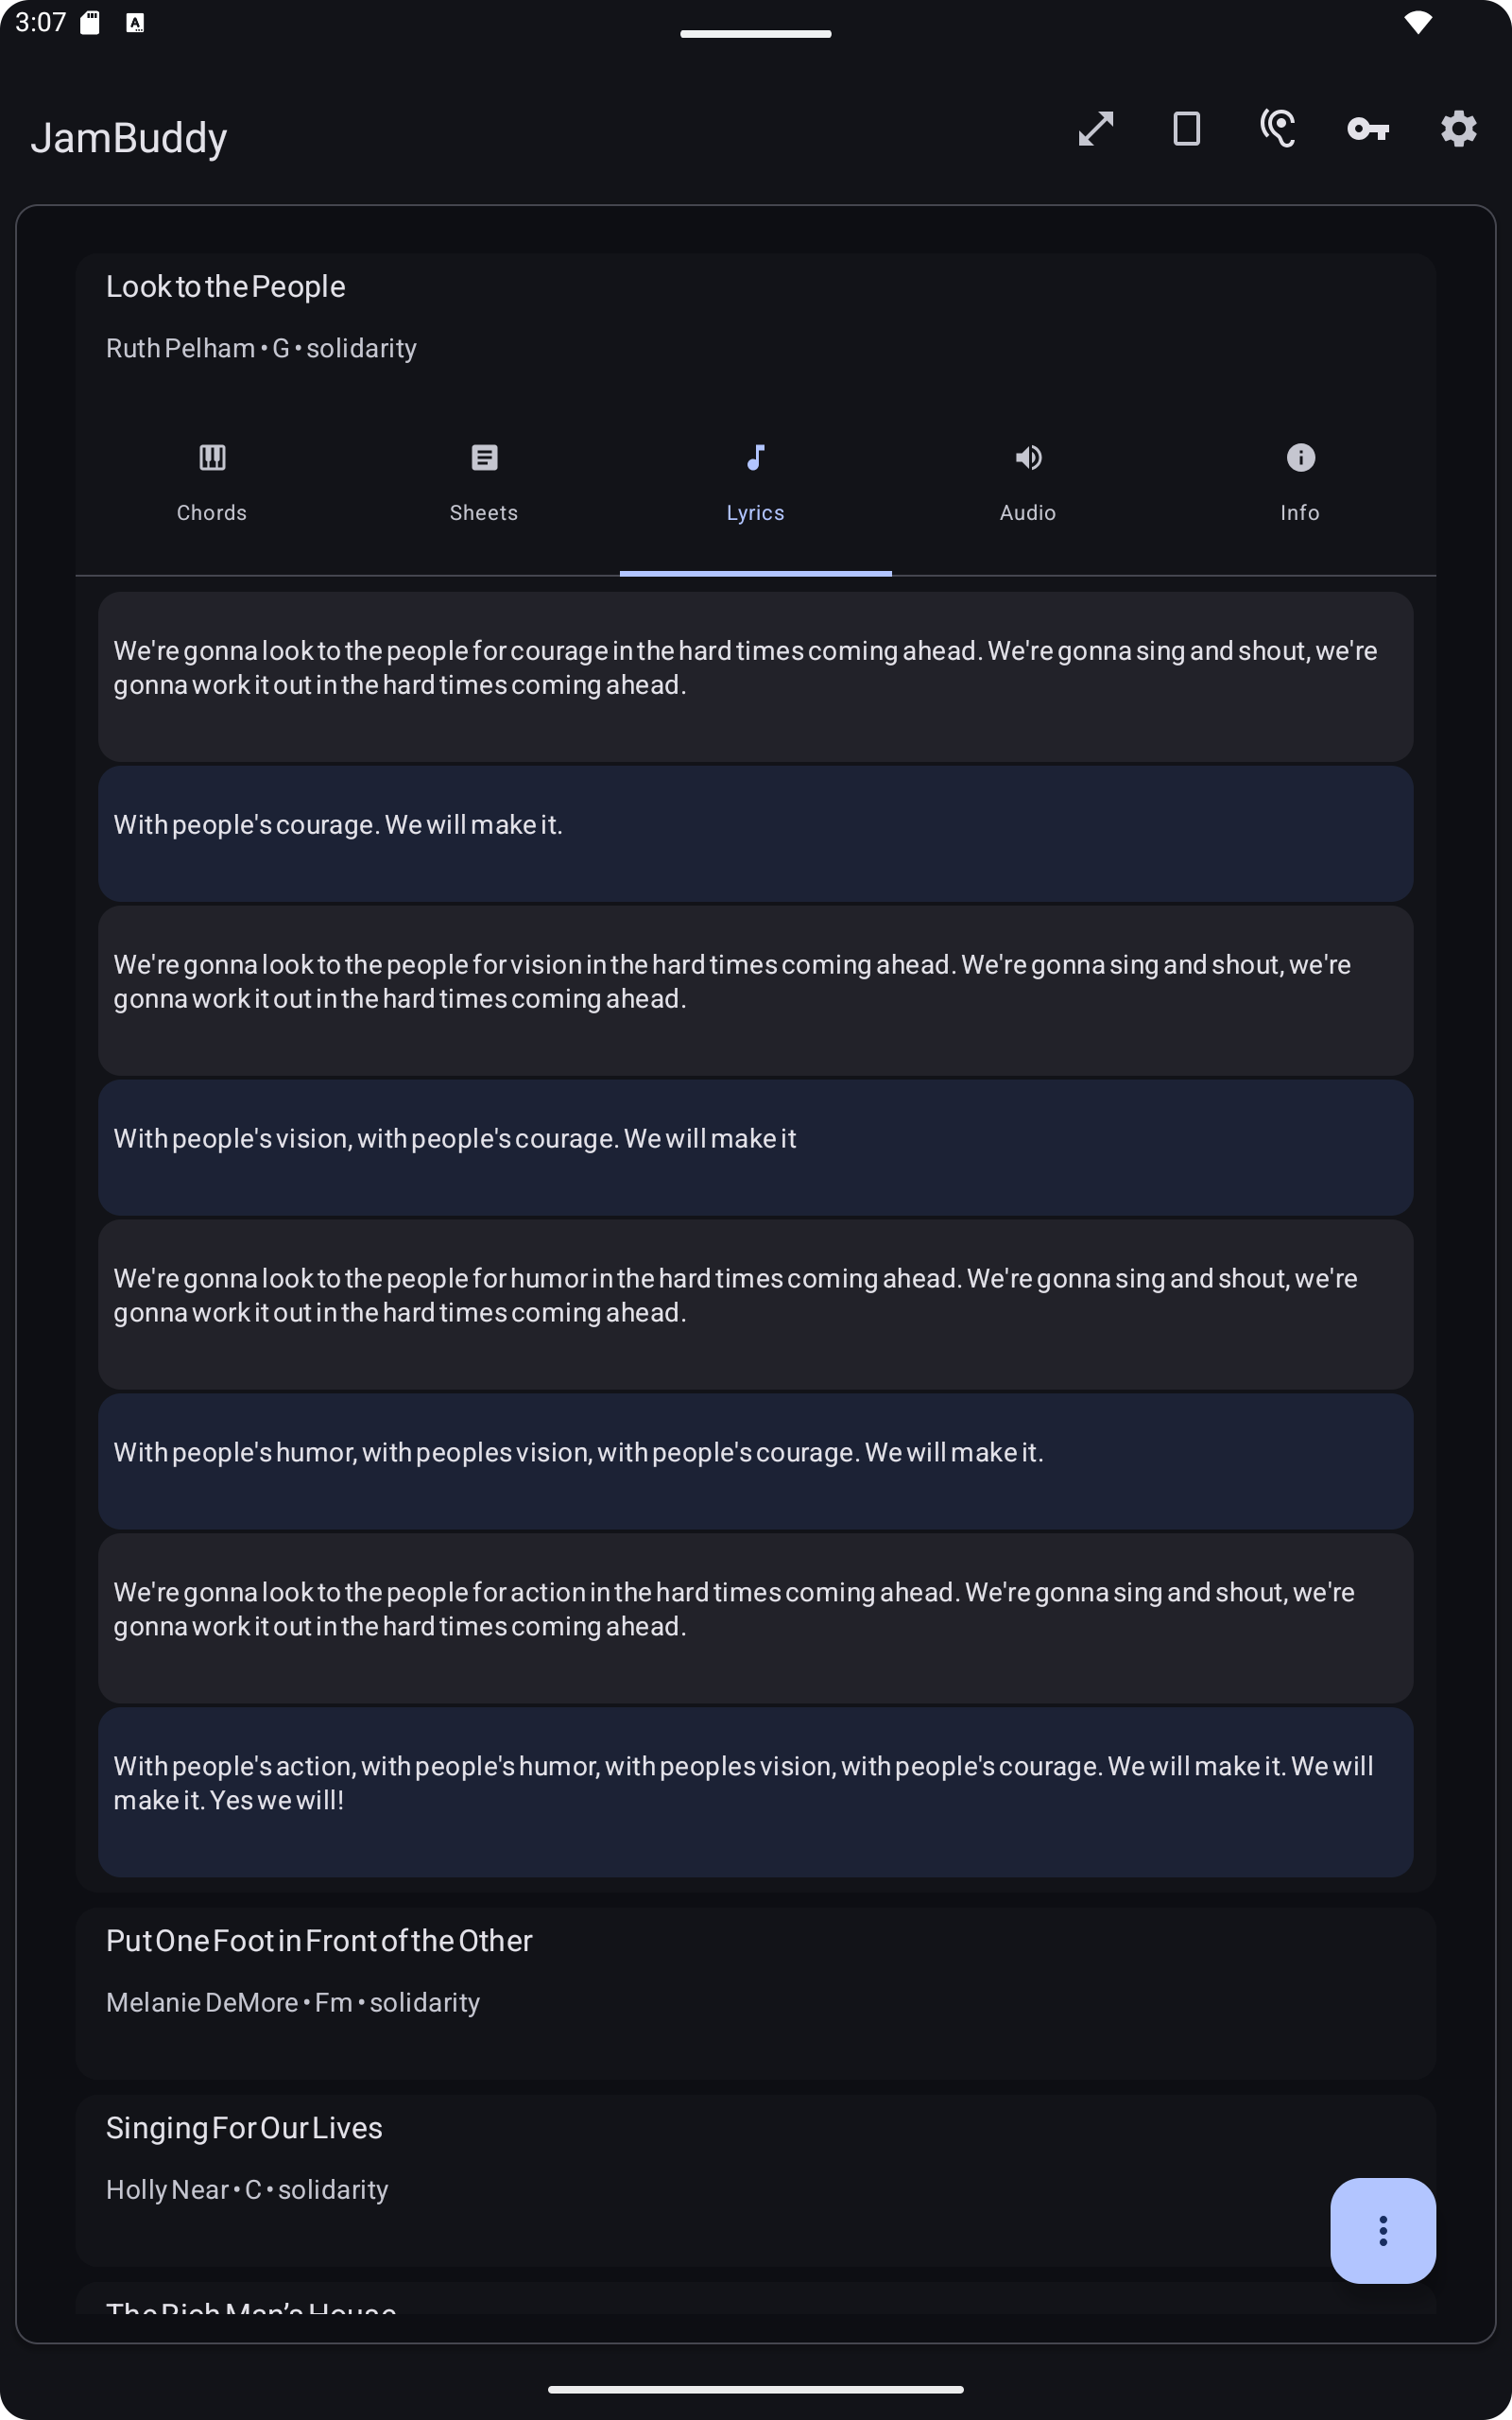 3:07
JamBuddy
Look to the People
Ruth Pelham • G • solidarity
Chords Sheets Lyrics Audio Info
We're gonna look to the people for courage in the hard times coming ahead. We're gonna sing and shout, we're
gonna work it out in the hard times coming ahead.
With people's courage. We will make it.
We're gonna look to the people for vision in the hard times coming ahead. We're gonna sing and shout, we're
gonna work it out in the hard times coming ahead.
With people's vision, with people's courage. We will make it
We're gonna look to the people for humor in the hard times coming ahead. We're gonna sing and shout, we're
gonna work it out in the hard times coming ahead.
With people's humor, with peoples vision, with people's courage. We will make it.
We're gonna look to the people for action in the hard times coming ahead. We're gonna sing and shout, we're
gonna work it out in the hard times coming ahead.
With people's action, with people's humor, with peoples vision, with people's courage. We will make it. We will
make it. Yes we will!
Put One Foot in Front of the Other
Melanie DeMore • Fm • solidarity
Singing For Our Lives
Holly Near • C • solidarity
The Rich Man's House